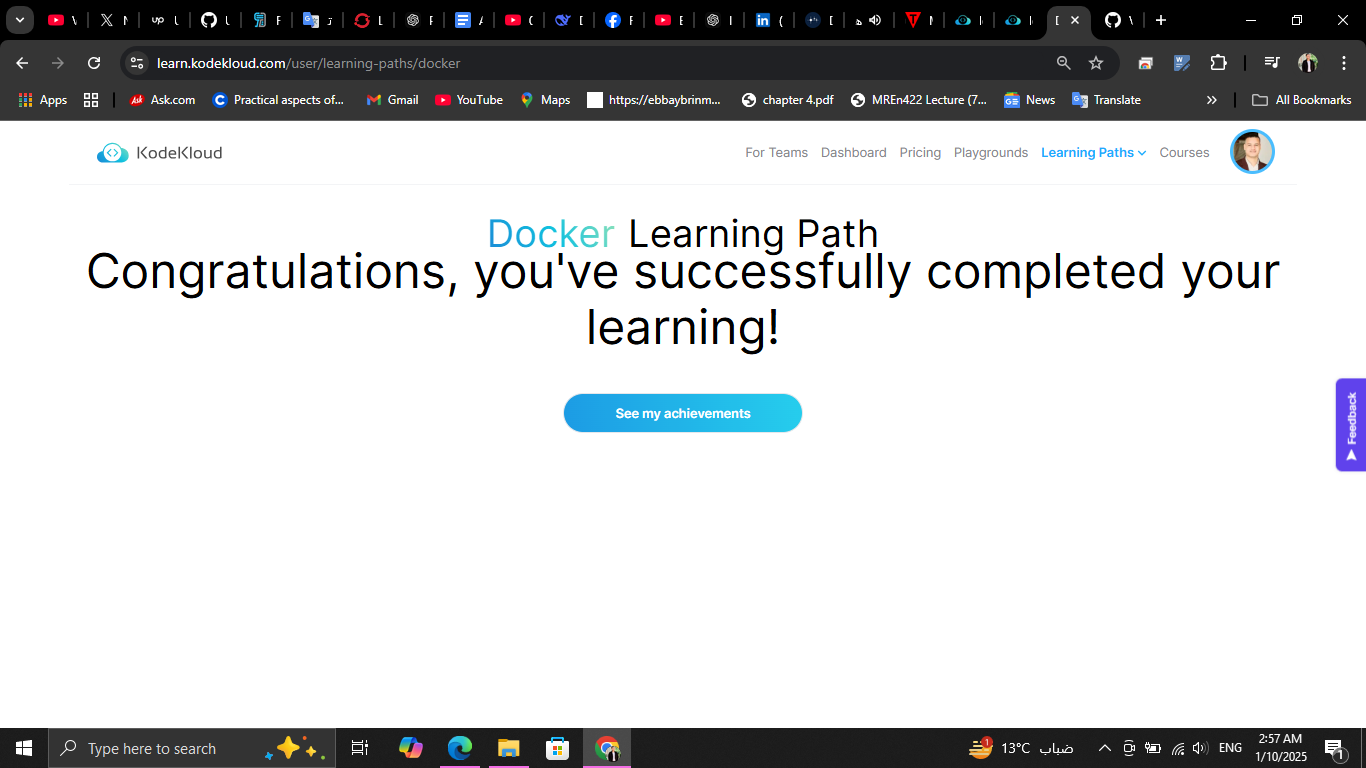 learn.kodekloud.com/user/learning-paths/docker
Apps
Ask.com
Practical aspects of...
Gmail
YouTube
Maps
https://ebbaybrinm...
chapter 4.pdf
MREn422 Lecture (7...
News
Translate
»
All Bookmarks
KodeKloud
For Teams
Dashboard
Pricing
Playgrounds
Learning Paths
Courses
Docker Learning Path
Congratulations, you've successfully completed your
learning!
See my achievements
Feedback
Type here to search
1
13°C ضباب
ENG
2:57 AM
1/10/2025
1